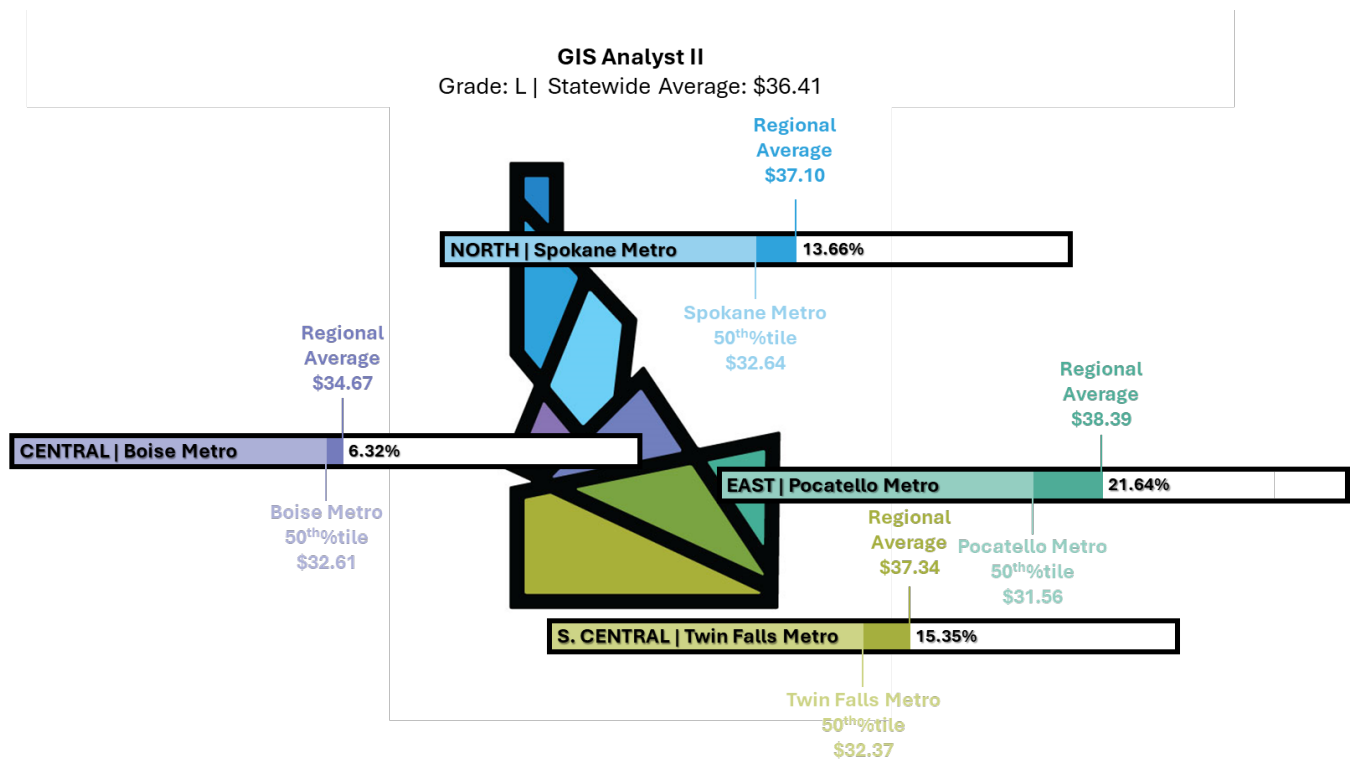 GIS Analyst II
Grade: L | Statewide Average: $36.41
Regional
Average
$37.10
NORTH | Spokane Metro
13.66%
Spokane Metro
50th%tile
$32.64
Regional
Average
$34.67
CENTRAL | Boise Metro
6.32%
Boise Metro
50th%tile
$32.61
Regional
Average
$38.39
EAST | Pocatello Metro
21.64%
Pocatello Metro
50th%tile
$31.56
Regional
Average
$37.34
S. CENTRAL | Twin Falls Metro
15.35%
Twin Falls Metro
50th%tile
$32.37